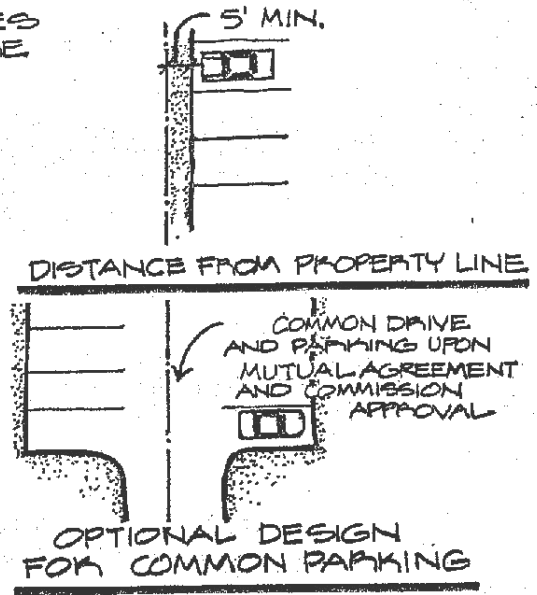 5' MIN.
DISTANCE FROM PROPERTY LINE
COMMON DRIVE
AND PARKING UPON
MUTUAL AGREEMENT
AND COMMISSION
APPROVAL
OPTIONAL DESIGN
FOR COMMON PARKING